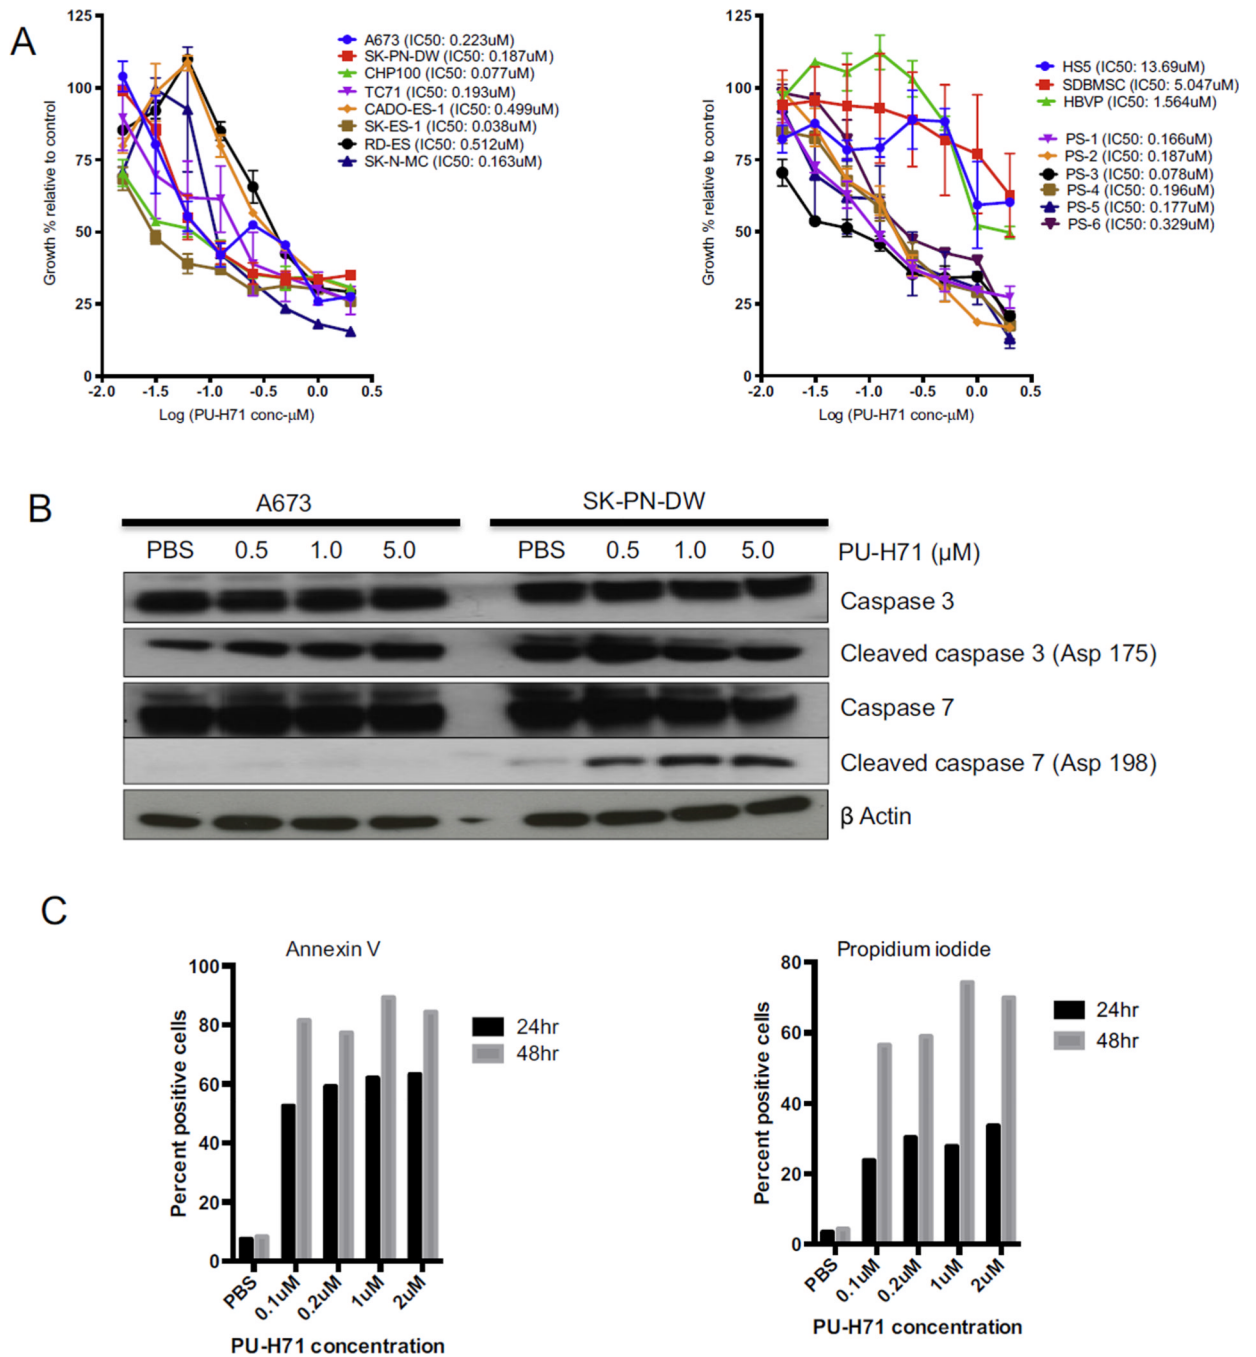 A
125
100
75
50
25
0
Growth % relative to control
-2.0 -1.5 -1.0 -0.5 0.0 0.5
Log (PU-H71 conc-μM)
A673 (IC50: 0.223uM)
SK-PN-DW (IC50: 0.187uM)
CHP100 (IC50: 0.077uM)
TC71 (IC50: 0.193uM)
CADO-ES-1 (IC50: 0.499uM)
SK-ES-1 (IC50: 0.038uM)
RD-ES (IC50: 0.512uM)
SK-N-MC (IC50: 0.163uM)
125
100
75
50
25
0
Growth % relative to control
-2.0 -1.5 -1.0 -0.5 0.0 0.5
Log (PU-H71 conc-μM)
HS5 (IC50: 13.69uM)
SDBMSC (IC50: 5.047uM)
HBVP (IC50: 1.564uM)
PS-1 (IC50: 0.166uM)
PS-2 (IC50: 0.187uM)
PS-3 (IC50: 0.078uM)
PS-4 (IC50: 0.196uM)
PS-5 (IC50: 0.177uM)
PS-6 (IC50: 0.329uM)
B
A673 SK-PN-DW
PBS 0.5 1.0 5.0 PBS 0.5 1.0 5.0 PU-H71 (μM)
Caspase 3
Cleaved caspase 3 (Asp 175)
Caspase 7
Cleaved caspase 7 (Asp 198)
β Actin
C
Annexin V
100
80
60
40
20
0
Percent positive cells
PBS 0.1uM 0.2uM 1uM 2uM
PU-H71 concentration
24hr
48hr
Propidium iodide
80
60
40
20
0
Percent positive cells
PBS 0.1uM 0.2uM 1uM 2uM
PU-H71 concentration
24hr
48hr